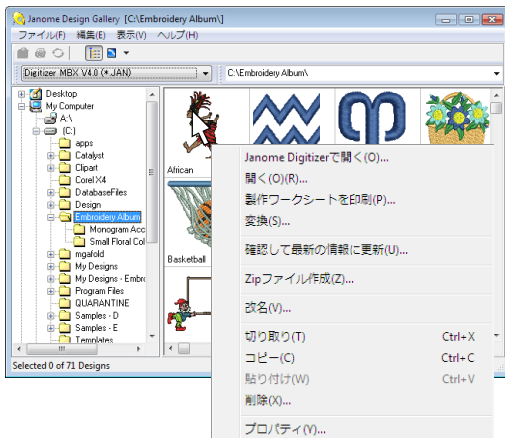 Janome Design Gallery [C:\Embroidery Album\]
ファイル(F) 編集(E) 表示(V) ヘルプ(H)
Digitizer MBX V4.0 (*.JAN)
C:\Embroidery Album\
Desktop
My Computer
A:\
(C:)
apps
Catalyst
Clipart
Corel X4
DatabaseFiles
Design
Embroidery Album
Monogram Acc
Small Floral Col
mgafold
My Designs
My Designs - Embro
Program Files
QUARANTINE
Samples - D
Samples - E
Templates
African
Basketball
Janome Digitizerで開く(O)...
開く(O)(R)...
製作ワークシートを印刷(P)...
変換(S)...
確認して最新の情報に更新(U)...
Zipファイル作成(Z)...
改名(V)...
切り取り(T) Ctrl+X
コピー(C) Ctrl+C
貼り付け(W) Ctrl+V
削除(X)...
プロパティ(Y)...
Selected 0 of 71 Designs